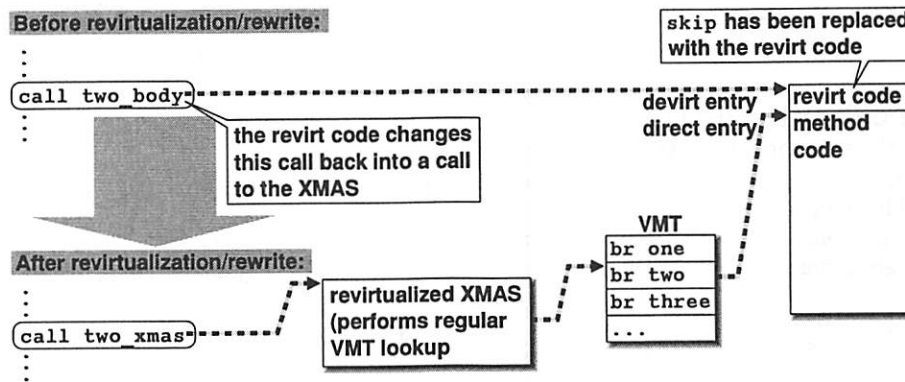 Before revirtualization/rewrite:
skip has been replaced
with the revirt code
call two_body
devirt entry
revirt code
direct entry
method
code
the revirt code changes
this call back into a call
to the XMAS
VMT
After revirtualization/rewrite:
br one
br two
br three
...
revirtualized XMAS
(performs regular
VMT lookup
call two_xmas